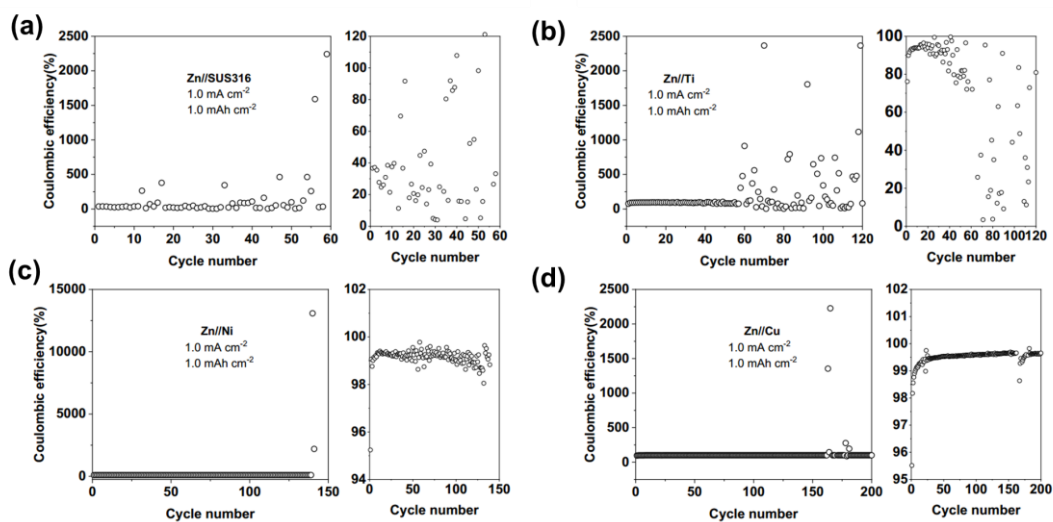 (a)
Coulombic efficiency(%)
2500
2000
1500
1000
500
0
Zn//SUS316
1.0 mA cm⁻²
1.0 mAh cm⁻²
0 10 20 30 40 50 60
Cycle number
120
100
80
60
40
20
0
0 10 20 30 40 50 60
Cycle number
(b)
Coulombic efficiency(%)
2500
2000
1500
1000
500
0
Zn//Ti
1.0 mA cm⁻²
1.0 mAh cm⁻²
0 20 40 60 80 100 120
Cycle number
100
80
60
40
20
0
0 20 40 60 80 100 120
Cycle number
(c)
Coulombic efficiency(%)
15000
10000
5000
0
Zn//Ni
1.0 mA cm⁻²
1.0 mAh cm⁻²
0 50 100 150
Cycle number
102
100
98
96
94
0 50 100 150
Cycle number
(d)
Coulombic efficiency(%)
2500
2000
1500
1000
500
0
Zn//Cu
1.0 mA cm⁻²
1.0 mAh cm⁻²
0 50 100 150 200
Cycle number
102
101
100
99
98
97
96
95
0 100 200
Cycle number